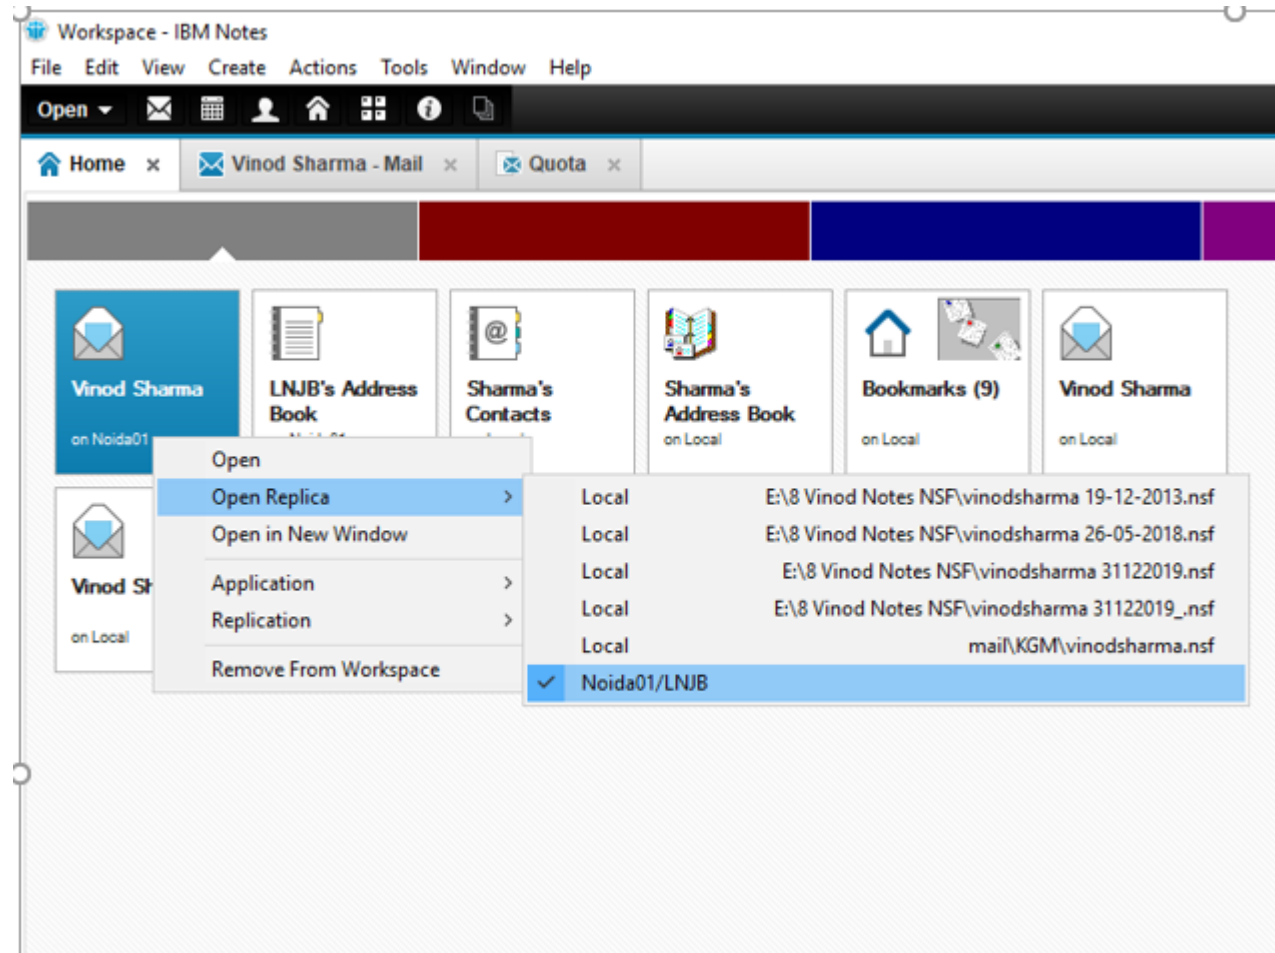 Workspace - IBM Notes
File Edit View Create Actions Tools Window Help
Open
Home × Vinod Sharma - Mail × Quota ×
Vinod Sharma
on Noida01
LNJB's Address
Book
Sharma's
Contacts
Sharma's
Address Book
on Local
Bookmarks (9)
on Local
Vinod Sharma
on Local
Vinod Sh
on Local
Open
Open Replica
Open in New Window
Application
Replication
Remove From Workspace
Local E:\8 Vinod Notes NSF\vinodsharma 19-12-2013.nsf
Local E:\8 Vinod Notes NSF\vinodsharma 26-05-2018.nsf
Local E:\8 Vinod Notes NSF\vinodsharma 31122019.nsf
Local E:\8 Vinod Notes NSF\vinodsharma 31122019_.nsf
Local mail\KGM\vinodsharma.nsf
Noida01/LNJB